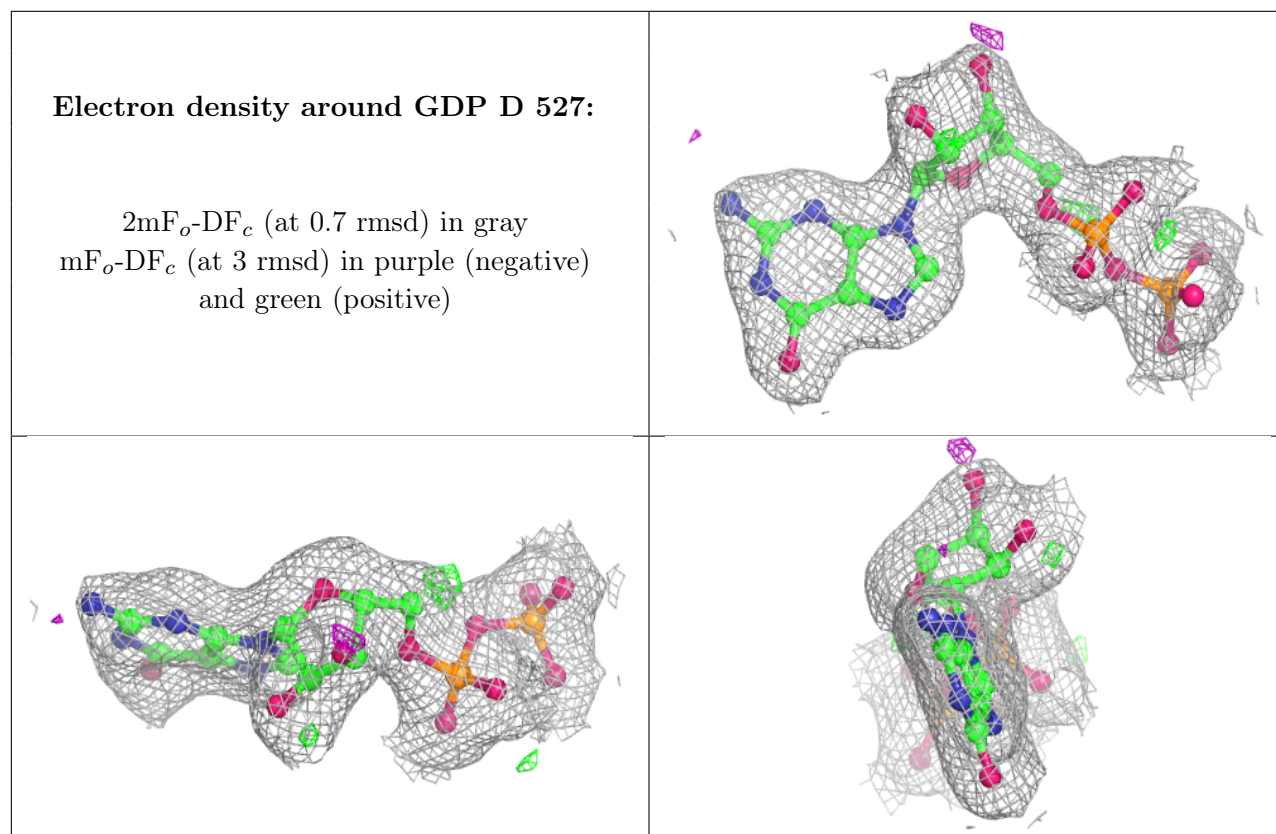 Electron density around GDP D 527:
2mFₒ-DF𝒸 (at 0.7 rmsd) in gray
mFₒ-DF𝒸 (at 3 rmsd) in purple (negative)
and green (positive)